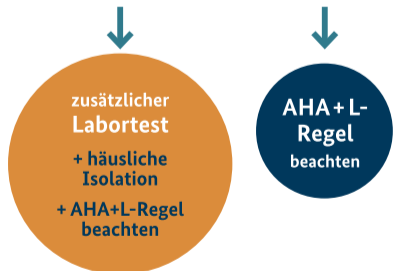 zusätzlicher
Labortest
+ häusliche
Isolation
+ AHA+L-Regel
beachten
AHA+L-
Regel
beachten